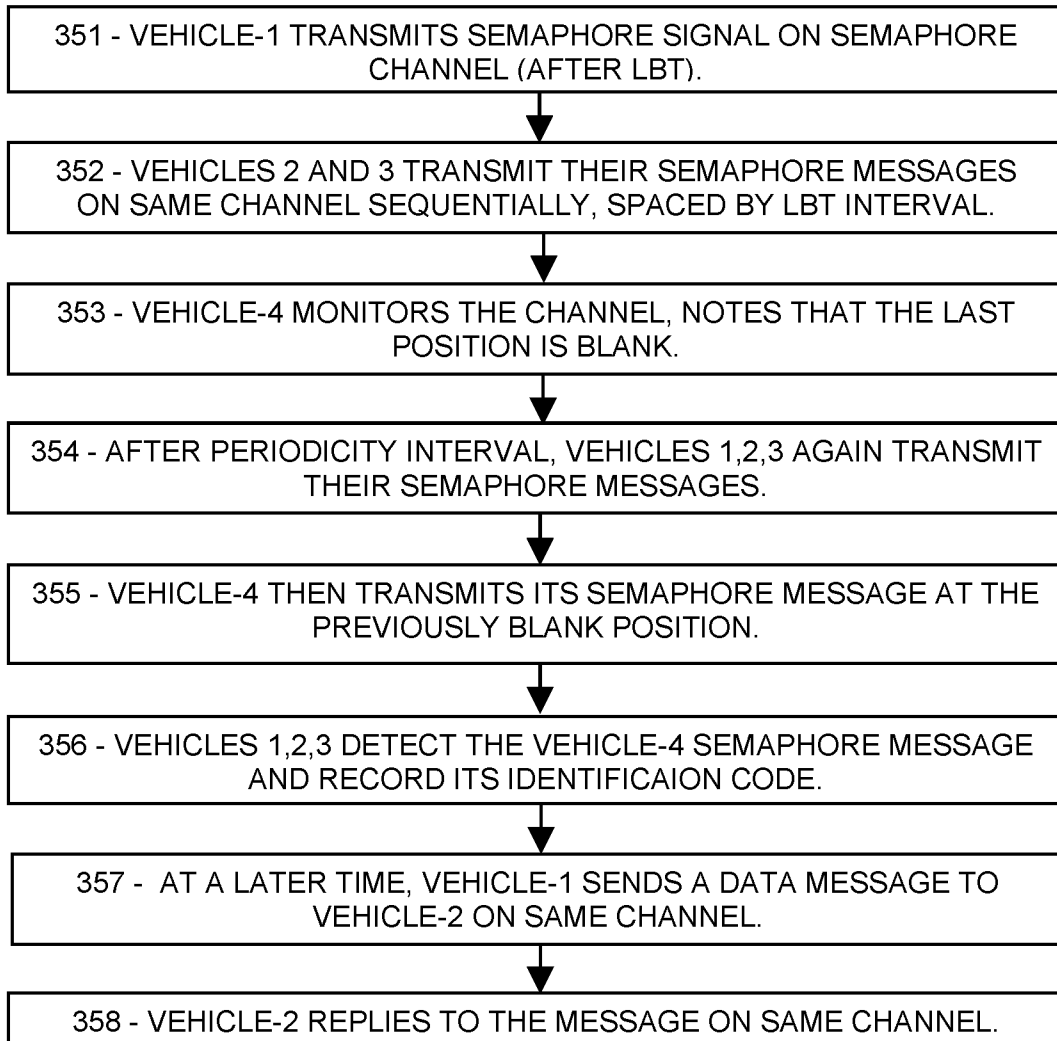 351 - VEHICLE-1 TRANSMITS SEMAPHORE SIGNAL ON SEMAPHORE
CHANNEL (AFTER LBT).
352 - VEHICLES 2 AND 3 TRANSMIT THEIR SEMAPHORE MESSAGES
ON SAME CHANNEL SEQUENTIALLY, SPACED BY LBT INTERVAL.
353 - VEHICLE-4 MONITORS THE CHANNEL, NOTES THAT THE LAST
POSITION IS BLANK.
354 - AFTER PERIODICITY INTERVAL, VEHICLES 1,2,3 AGAIN TRANSMIT
THEIR SEMAPHORE MESSAGES.
355 - VEHICLE-4 THEN TRANSMITS ITS SEMAPHORE MESSAGE AT THE
PREVIOUSLY BLANK POSITION.
356 - VEHICLES 1,2,3 DETECT THE VEHICLE-4 SEMAPHORE MESSAGE
AND RECORD ITS IDENTIFICAION CODE.
357 - AT A LATER TIME, VEHICLE-1 SENDS A DATA MESSAGE TO
VEHICLE-2 ON SAME CHANNEL.
358 - VEHICLE-2 REPLIES TO THE MESSAGE ON SAME CHANNEL.